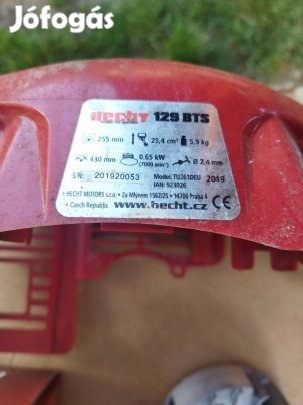 Jófogás
HECHT 129 BTS
255 mm 25,4 cm³ 5,9 kg
430 mm 0.65 kW (7000 min⁻¹) Ø 2,4 mm
S/N: 201920053 Model: TU261DEU 2019
IAN: 923026
• HECHT MOTORS s.r.o. • Za Mlýnem 1562/25 • 14700 Praha 4
• Czech Republic www.hecht.cz CE